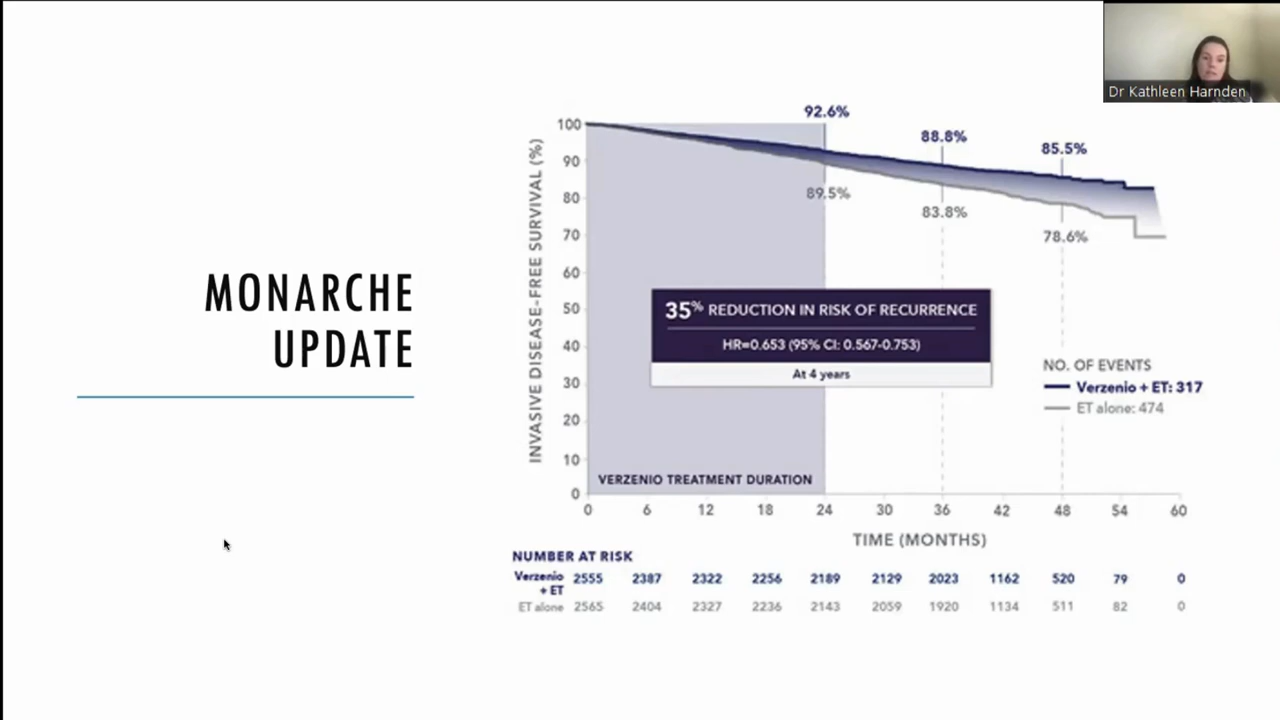 Dr Kathleen Harnden
MONARCHE
UPDATE
INVASIVE DISEASE-FREE SURVIVAL (%)
100
90
80
70
60
50
40
30
20
10
0
92.6%
88.8%
85.5%
89.5%
83.8%
78.6%
35% REDUCTION IN RISK OF RECURRENCE
HR=0.653 (95% CI: 0.567-0.753)
At 4 years
NO. OF EVENTS
Verzenio + ET: 317
ET alone: 474
VERZENIO TREATMENT DURATION
0 6 12 18 24 30 36 42 48 54 60
TIME (MONTHS)
NUMBER AT RISK
Verzenio
+ ET
2555 2387 2322 2256 2189 2129 2023 1162 520 79 0
ET alone 2565 2404 2327 2236 2143 2059 1920 1134 511 82 0